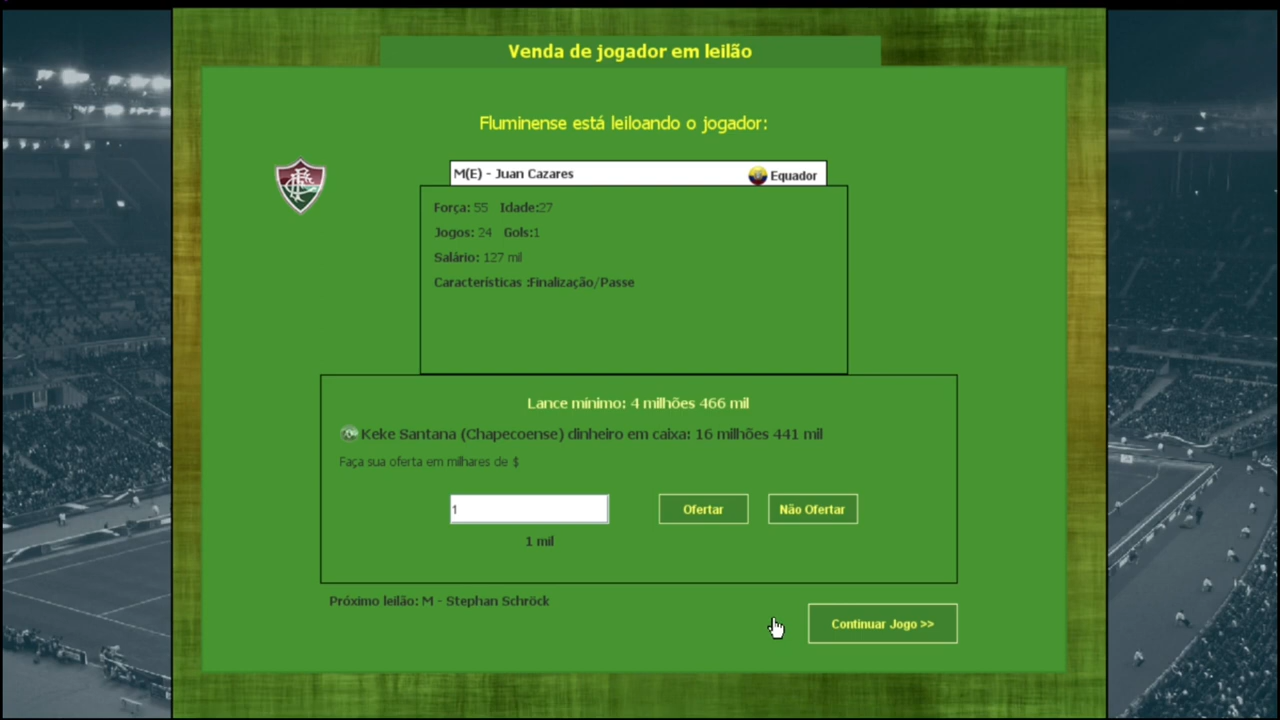 Venda de jogador em leilão
Fluminense está leiloando o jogador:
M(E) - Juan Cazares Equador
Força: 55 Idade:27
Jogos: 24 Gols:1
Salário: 127 mil
Características :Finalização/Passe
Lance mínimo: 4 milhões 466 mil
Keke Santana (Chapecoense) dinheiro em caixa: 16 milhões 441 mil
Faça sua oferta em milhares de $
1 Ofertar Não Ofertar
1 mil
Próximo leilão: M - Stephan Schröck
Continuar Jogo >>